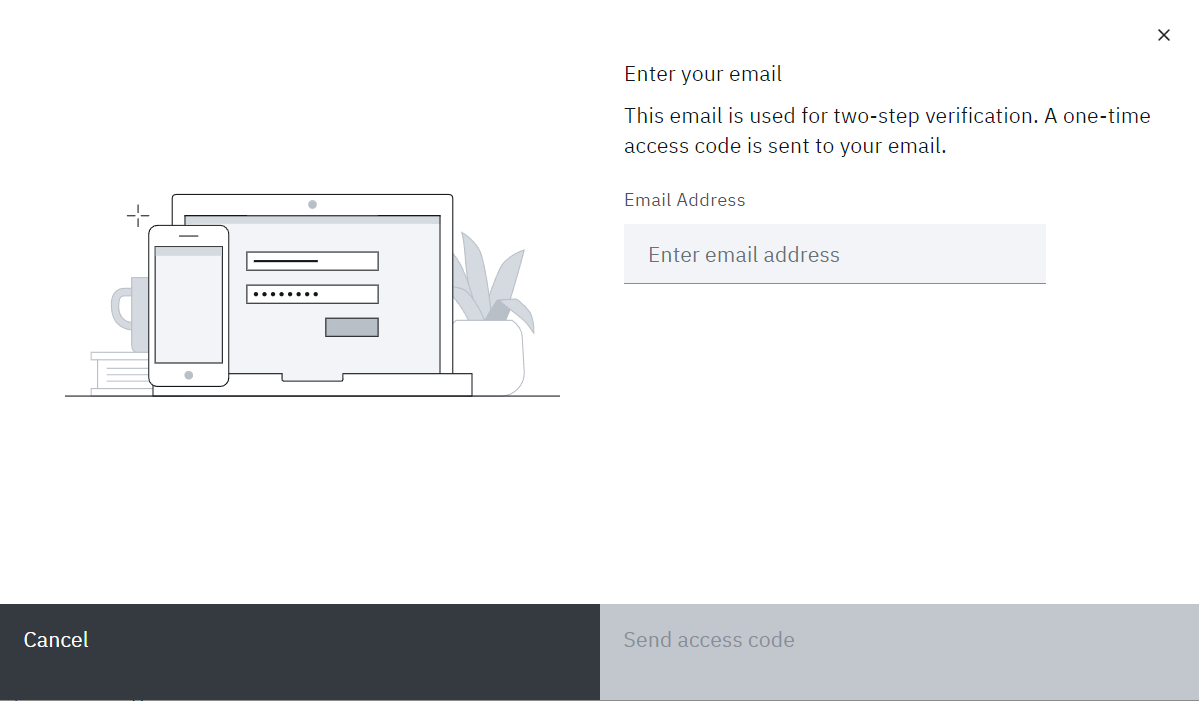 Enter your email
This email is used for two-step verification. A one-time
access code is sent to your email.
Email Address
Enter email address
Cancel
Send access code